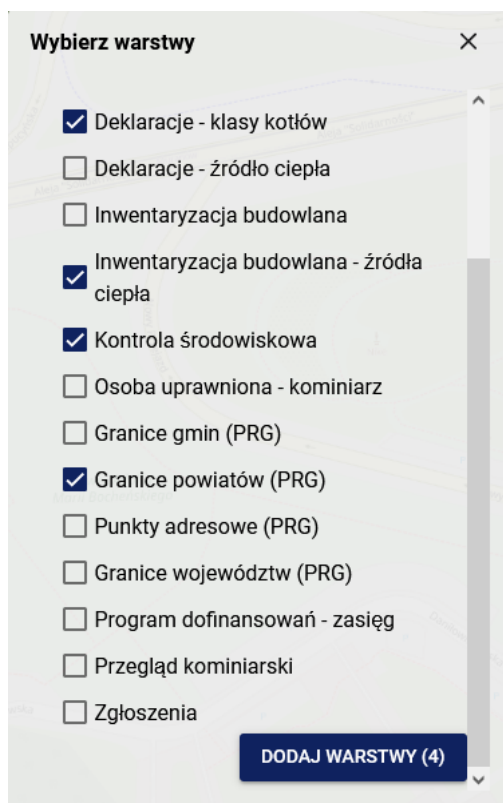 Wybierz warstwy
Deklaracje - klasy kotłów
Deklaracje - źródło ciepła
Inwentaryzacja budowlana
Inwentaryzacja budowlana - źródła
ciepła
Kontrola środowiskowa
Osoba uprawniona - kominiarz
Granice gmin (PRG)
Granice powiatów (PRG)
Punkty adresowe (PRG)
Granice województw (PRG)
Program dofinansowań - zasięg
Przegląd kominiarski
Zgłoszenia
DODAJ WARSTWY (4)